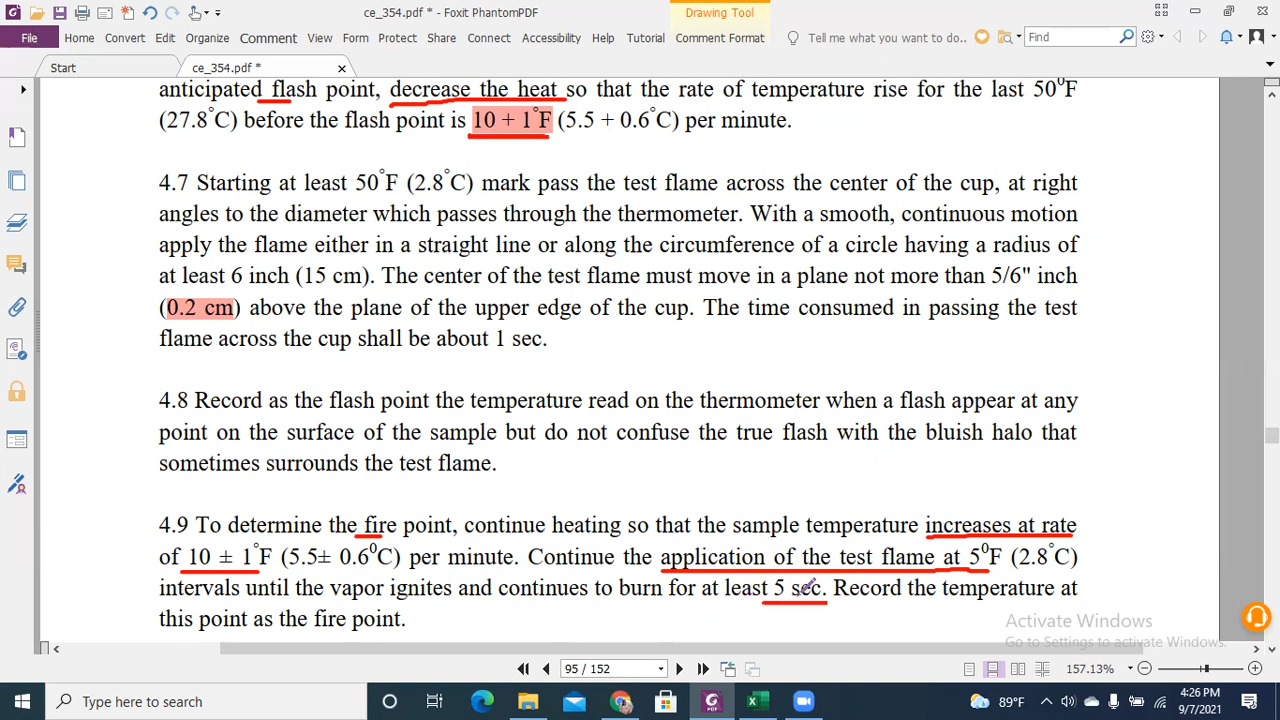 ce_354.pdf * - Foxit PhantomPDF
Drawing Tool
File Home Convert Edit Organize Comment View Form Protect Share Connect Accessibility Help Tutorial Comment Format Tell me what you want to do.. Find
Start ce_354.pdf *
anticipated flash point, decrease the heat so that the rate of temperature rise for the last 50⁰F
(27.8°C) before the flash point is 10 + 1°F (5.5 + 0.6°C) per minute.
4.7 Starting at least 50°F (2.8°C) mark pass the test flame across the center of the cup, at right
angles to the diameter which passes through the thermometer. With a smooth, continuous motion
apply the flame either in a straight line or along the circumference of a circle having a radius of
at least 6 inch (15 cm). The center of the test flame must move in a plane not more than 5/6" inch
(0.2 cm) above the plane of the upper edge of the cup. The time consumed in passing the test
flame across the cup shall be about 1 sec.
4.8 Record as the flash point the temperature read on the thermometer when a flash appear at any
point on the surface of the sample but do not confuse the true flash with the bluish halo that
sometimes surrounds the test flame.
4.9 To determine the fire point, continue heating so that the sample temperature increases at rate
of 10 ± 1°F (5.5± 0.6⁰C) per minute. Continue the application of the test flame at 5⁰F (2.8°C)
intervals until the vapor ignites and continues to burn for at least 5 sec. Record the temperature at
this point as the fire point.
Activate Windows
Go to Settings to activate Windows.
95 / 152 157.13%
Type here to search 89°F 4:26 PM
9/7/2021